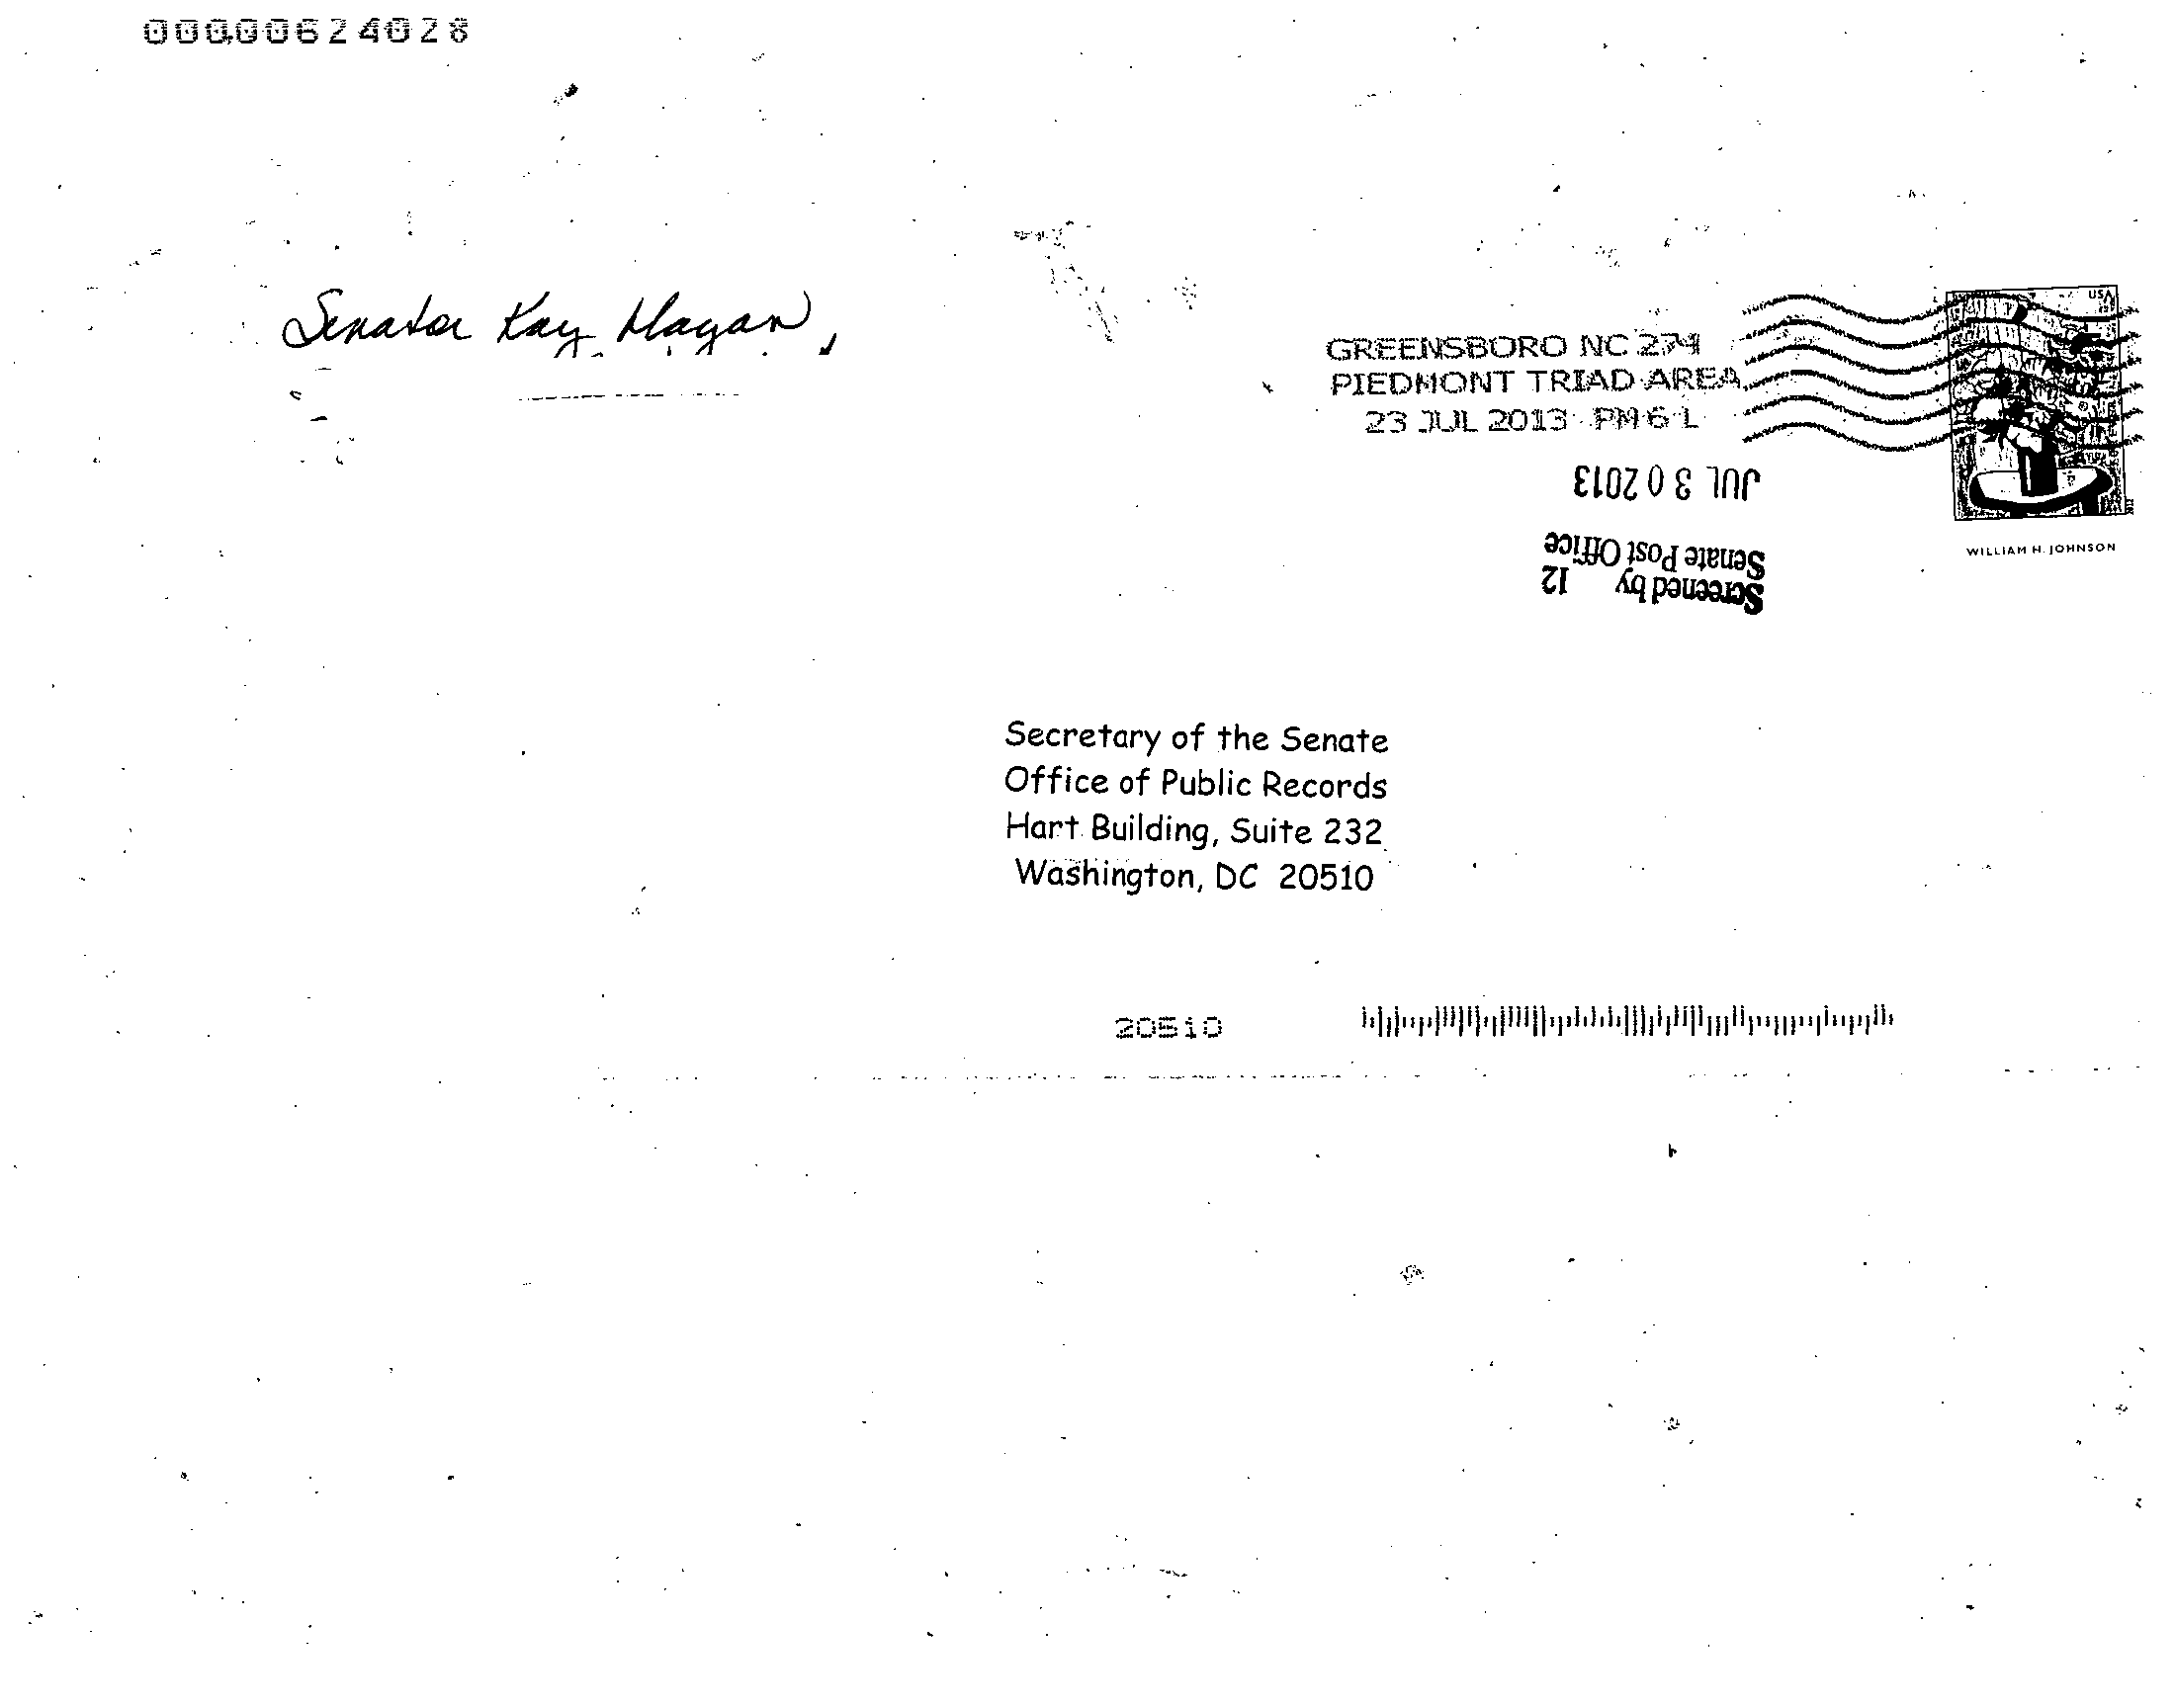 00000624028
Senator Kay Hagan,
USA
GREENSBORO NC 274
PIEDMONT TRIAD AREA
23 JUL 2013 PM 6 L
JUL 30 2013
Senate Post Office
Screened by 12
WILLIAM H. JOHNSON
Secretary of the Senate
Office of Public Records
Hart Building, Suite 232
Washington, DC 20510
20510